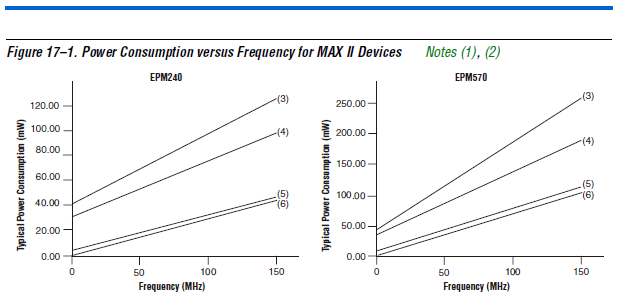 Figure 17–1. Power Consumption versus Frequency for MAX II Devices Notes (1), (2)
EPM240
Typical Power Consumption (mW)
120.00
100.00
80.00
60.00
40.00
20.00
0.00
0 50 100 150
Frequency (MHz)
(3)
(4)
(5)
(6)
EPM570
Typical Power Consumption (mW)
250.00
200.00
150.00
100.00
50.00
0.00
0 50 100 150
Frequency (MHz)
(3)
(4)
(5)
(6)